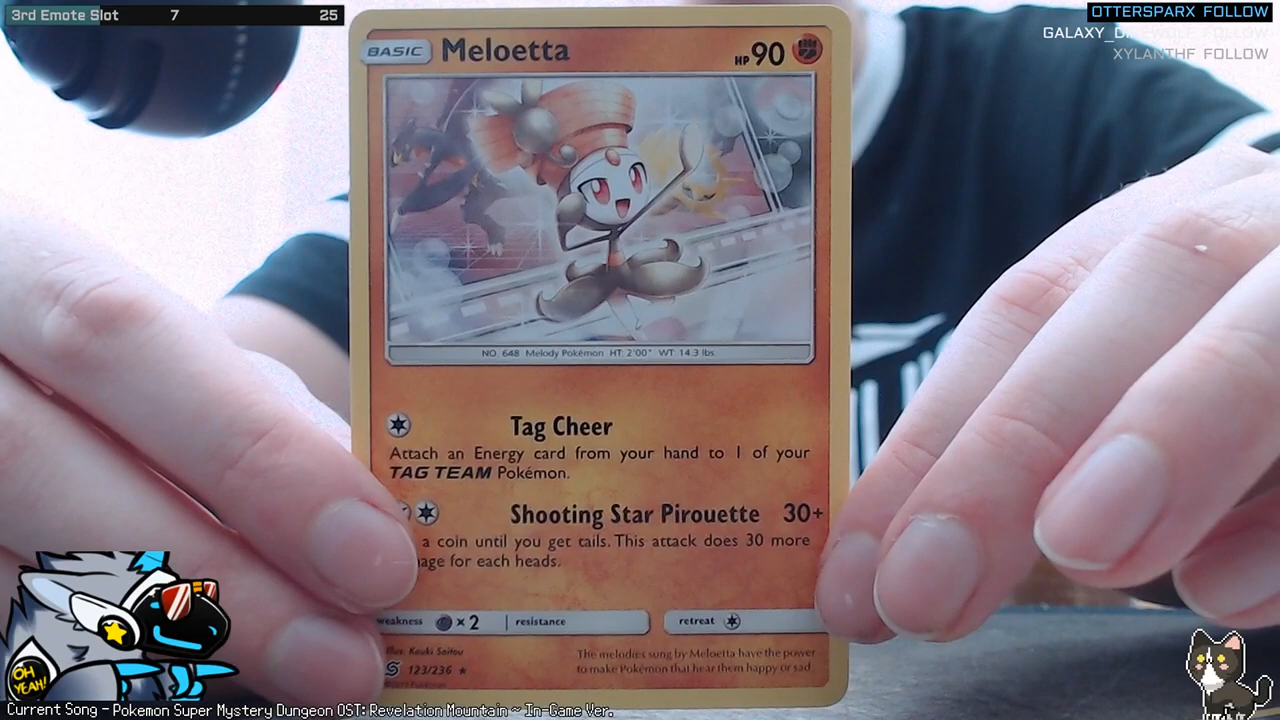 3rd Emote Slot 7 25
OTTERSPARX FOLLOW
XYLANTHF FOLLOW
BASIC Meloetta HP 90
NO. 648 Melody Pokémon HT: 2'00" WT: 14.3 lbs.
Tag Cheer
Attach an Energy card from your hand to 1 of your
TAG TEAM Pokémon.
Shooting Star Pirouette 30+
a coin until you get tails. This attack does 30 more
for each heads.
weakness ×2 resistance retreat
Illus. Kouki Saitou
123/236 ★
The melodies sung by Meloetta have the power
to make Pokémon that hear them happy or sad.
OH
YEAH!
Current Song - Pokemon Super Mystery Dungeon OST: Revelation Mountain ~ In-Game Ver.